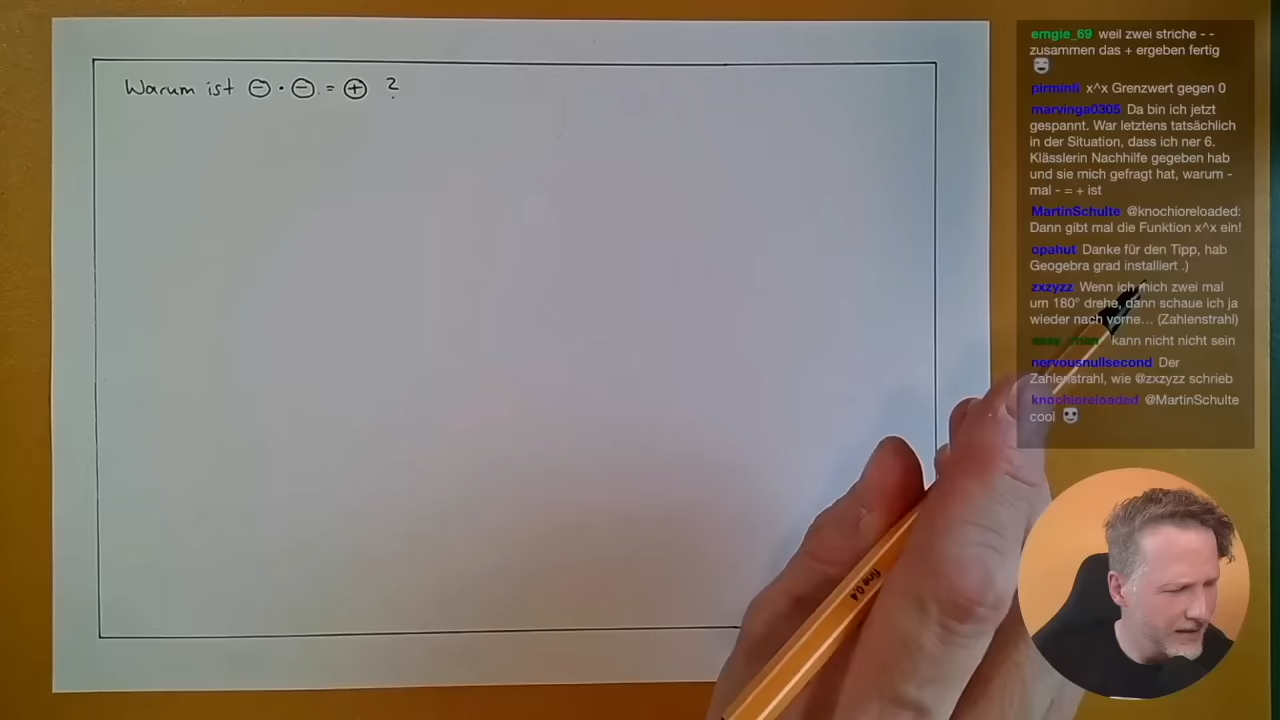 Warum ist ⊖ · ⊖ = ⊕ ?
emgie_69 weil zwei striche - -
zusammen das + ergeben fertig
pirminfi x^x Grenzwert gegen 0
marvinga0305 Da bin ich jetzt
gespannt. War letztens tatsächlich
in der Situation, dass ich ner 6.
Klässlerin Nachhilfe gegeben hab
und sie mich gefragt hat, warum -
mal - = + ist
MartinSchulte @knochioreloaded:
Dann gibt mal die Funktion x^x ein!
opahut Danke für den Tipp, hab
Geogebra grad installiert .)
zxzyzz Wenn ich mich zwei mal
um 180° drehe, dann schaue ich ja
wieder nach vorne… (Zahlenstrahl)
kann nicht nicht sein
nervousnullsecond Der
Zahlenstrahl, wie @zxzyzz schrieb
knochioreloaded @MartinSchulte
cool
fine 0,4